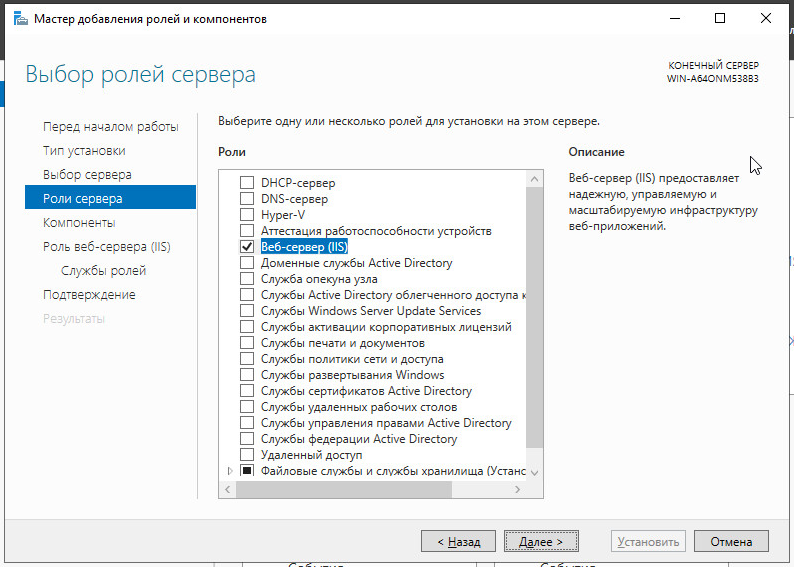 Мастер добавления ролей и компонентов
Выбор ролей сервера
КОНЕЧНЫЙ СЕРВЕР
WIN-A64ONM538B3
Перед началом работы
Тип установки
Выбор сервера
Роли сервера
Компоненты
Роль веб-сервера (IIS)
Службы ролей
Подтверждение
Результаты
Выберите одну или несколько ролей для установки на этом сервере.
Роли
DHCP-сервер
DNS-сервер
Hyper-V
Аттестация работоспособности устройств
Веб-сервер (IIS)
Доменные службы Active Directory
Служба опекуна узла
Службы Active Directory облегченного доступа к
Службы Windows Server Update Services
Службы активации корпоративных лицензий
Службы печати и документов
Службы политики сети и доступа
Службы развертывания Windows
Службы сертификатов Active Directory
Службы удаленных рабочих столов
Службы управления правами Active Directory
Службы федерации Active Directory
Удаленный доступ
Файловые службы и службы хранилища (Устано
Описание
Веб-сервер (IIS) предоставляет
надежную, управляемую и
масштабируемую инфраструктуру
веб-приложений.
< Назад
Далее >
Установить
Отмена